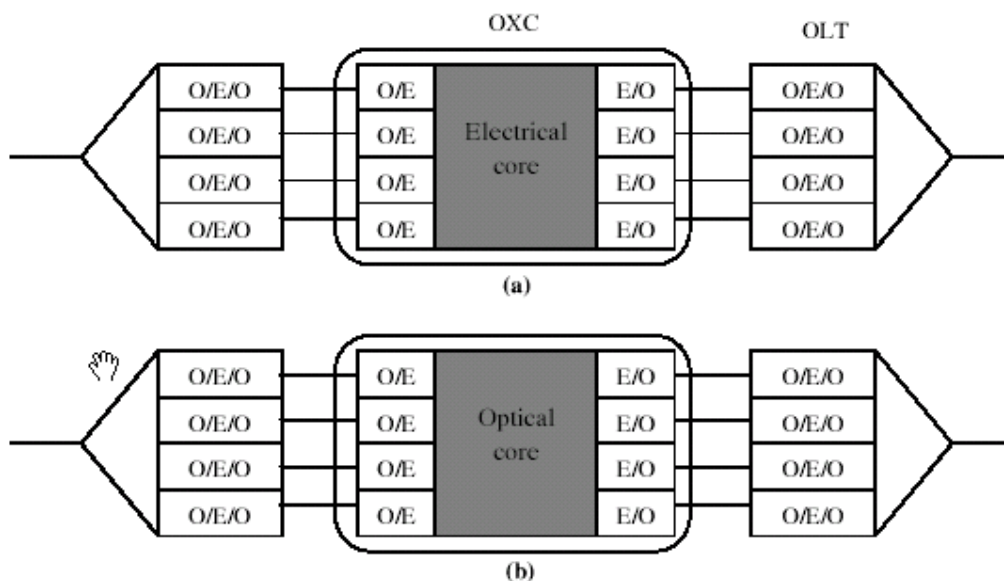 OXC
OLT
O/E/O O/E E/O O/E/O
O/E/O O/E Electrical E/O O/E/O
O/E/O O/E core E/O O/E/O
O/E/O O/E E/O O/E/O
(a)
O/E/O O/E E/O O/E/O
O/E/O O/E Optical E/O O/E/O
O/E/O O/E core E/O O/E/O
O/E/O O/E E/O O/E/O
(b)